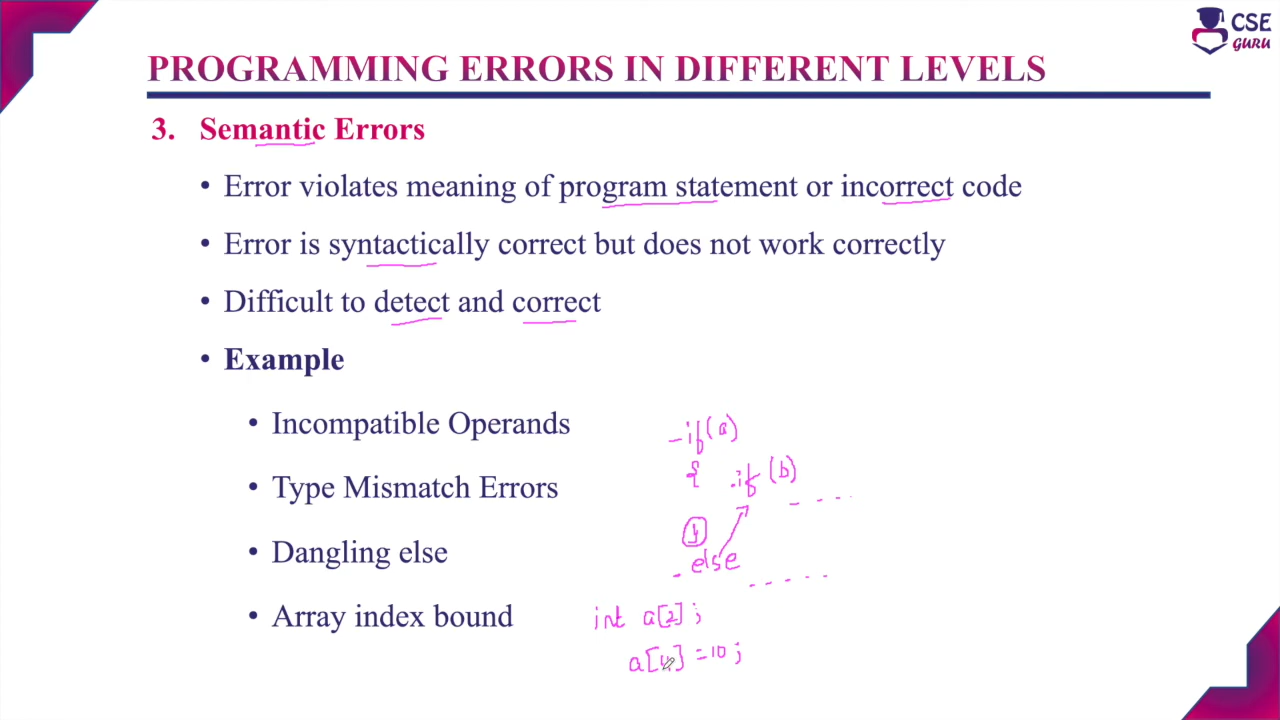 CSE
GURU
PROGRAMMING ERRORS IN DIFFERENT LEVELS
3. Semantic Errors
• Error violates meaning of program statement or incorrect code
• Error is syntactically correct but does not work correctly
• Difficult to detect and correct
• Example
• Incompatible Operands
• Type Mismatch Errors
• Dangling else
• Array index bound
if(a)
{ if(b)
}
else
int a[2];
a[4]=10;